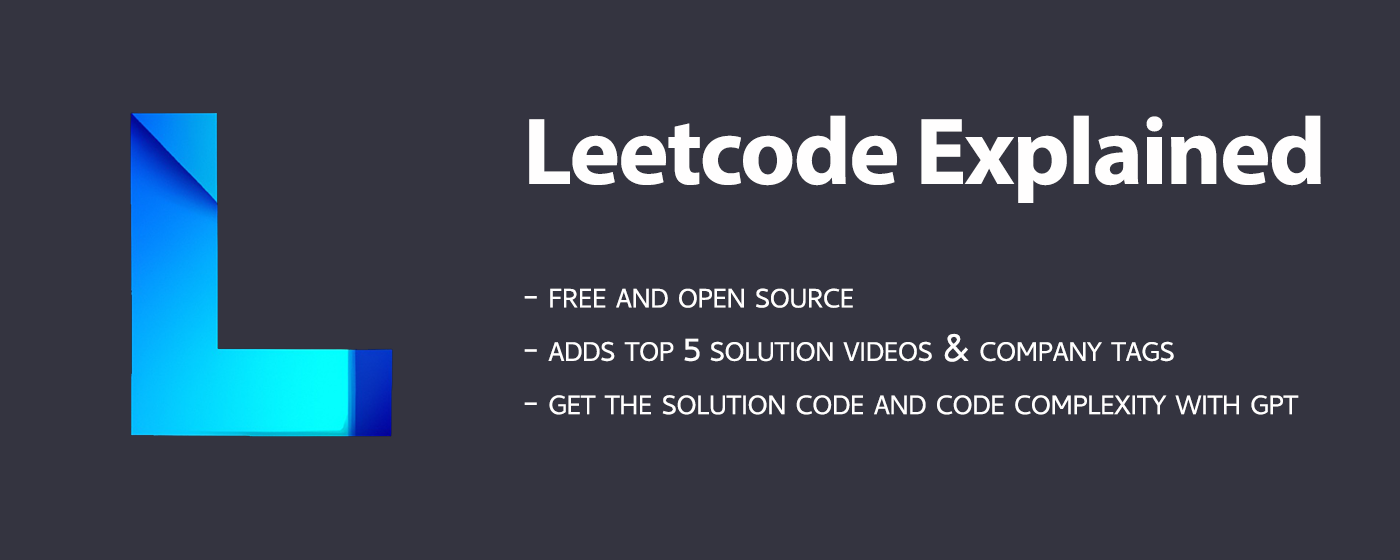 Leetcode Explained
- FREE AND OPEN SOURCE
- ADDS TOP 5 SOLUTION VIDEOS & COMPANY TAGS
- GET THE SOLUTION CODE AND CODE COMPLEXITY WITH GPT